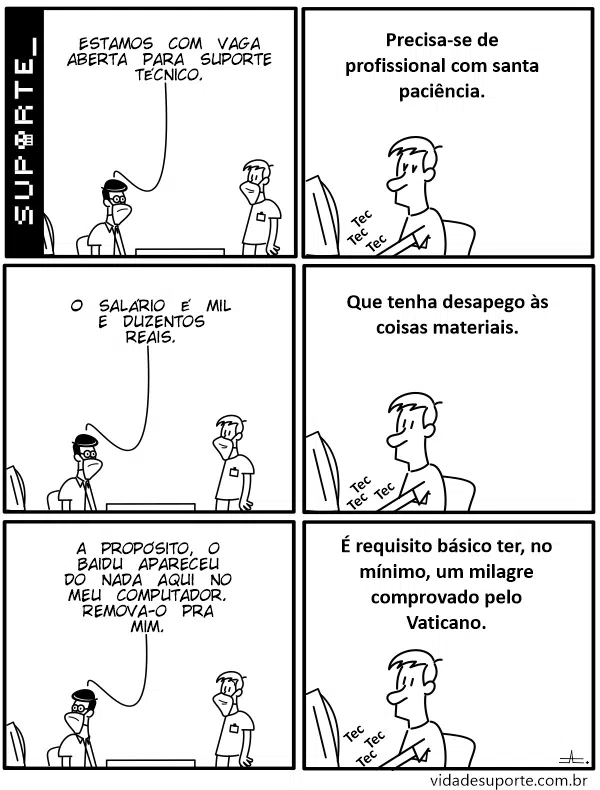 SUPORTE_
ESTAMOS COM VAGA
ABERTA PARA SUPORTE
TÉCNICO.
Precisa-se de
profissional com santa
paciência.
Tec
Tec
Tec
O SALÁRIO É MIL
E DUZENTOS
REAIS.
Que tenha desapego às
coisas materiais.
Tec
Tec
Tec
A PROPÓSITO, O
BAIDU APARECEU
DO NADA AQUI NO
MEU COMPUTADOR.
REMOVA-O PRA
MIM.
É requisito básico ter, no
mínimo, um milagre
comprovado pelo
Vaticano.
Tec
Tec
Tec
vidadesuporte.com.br